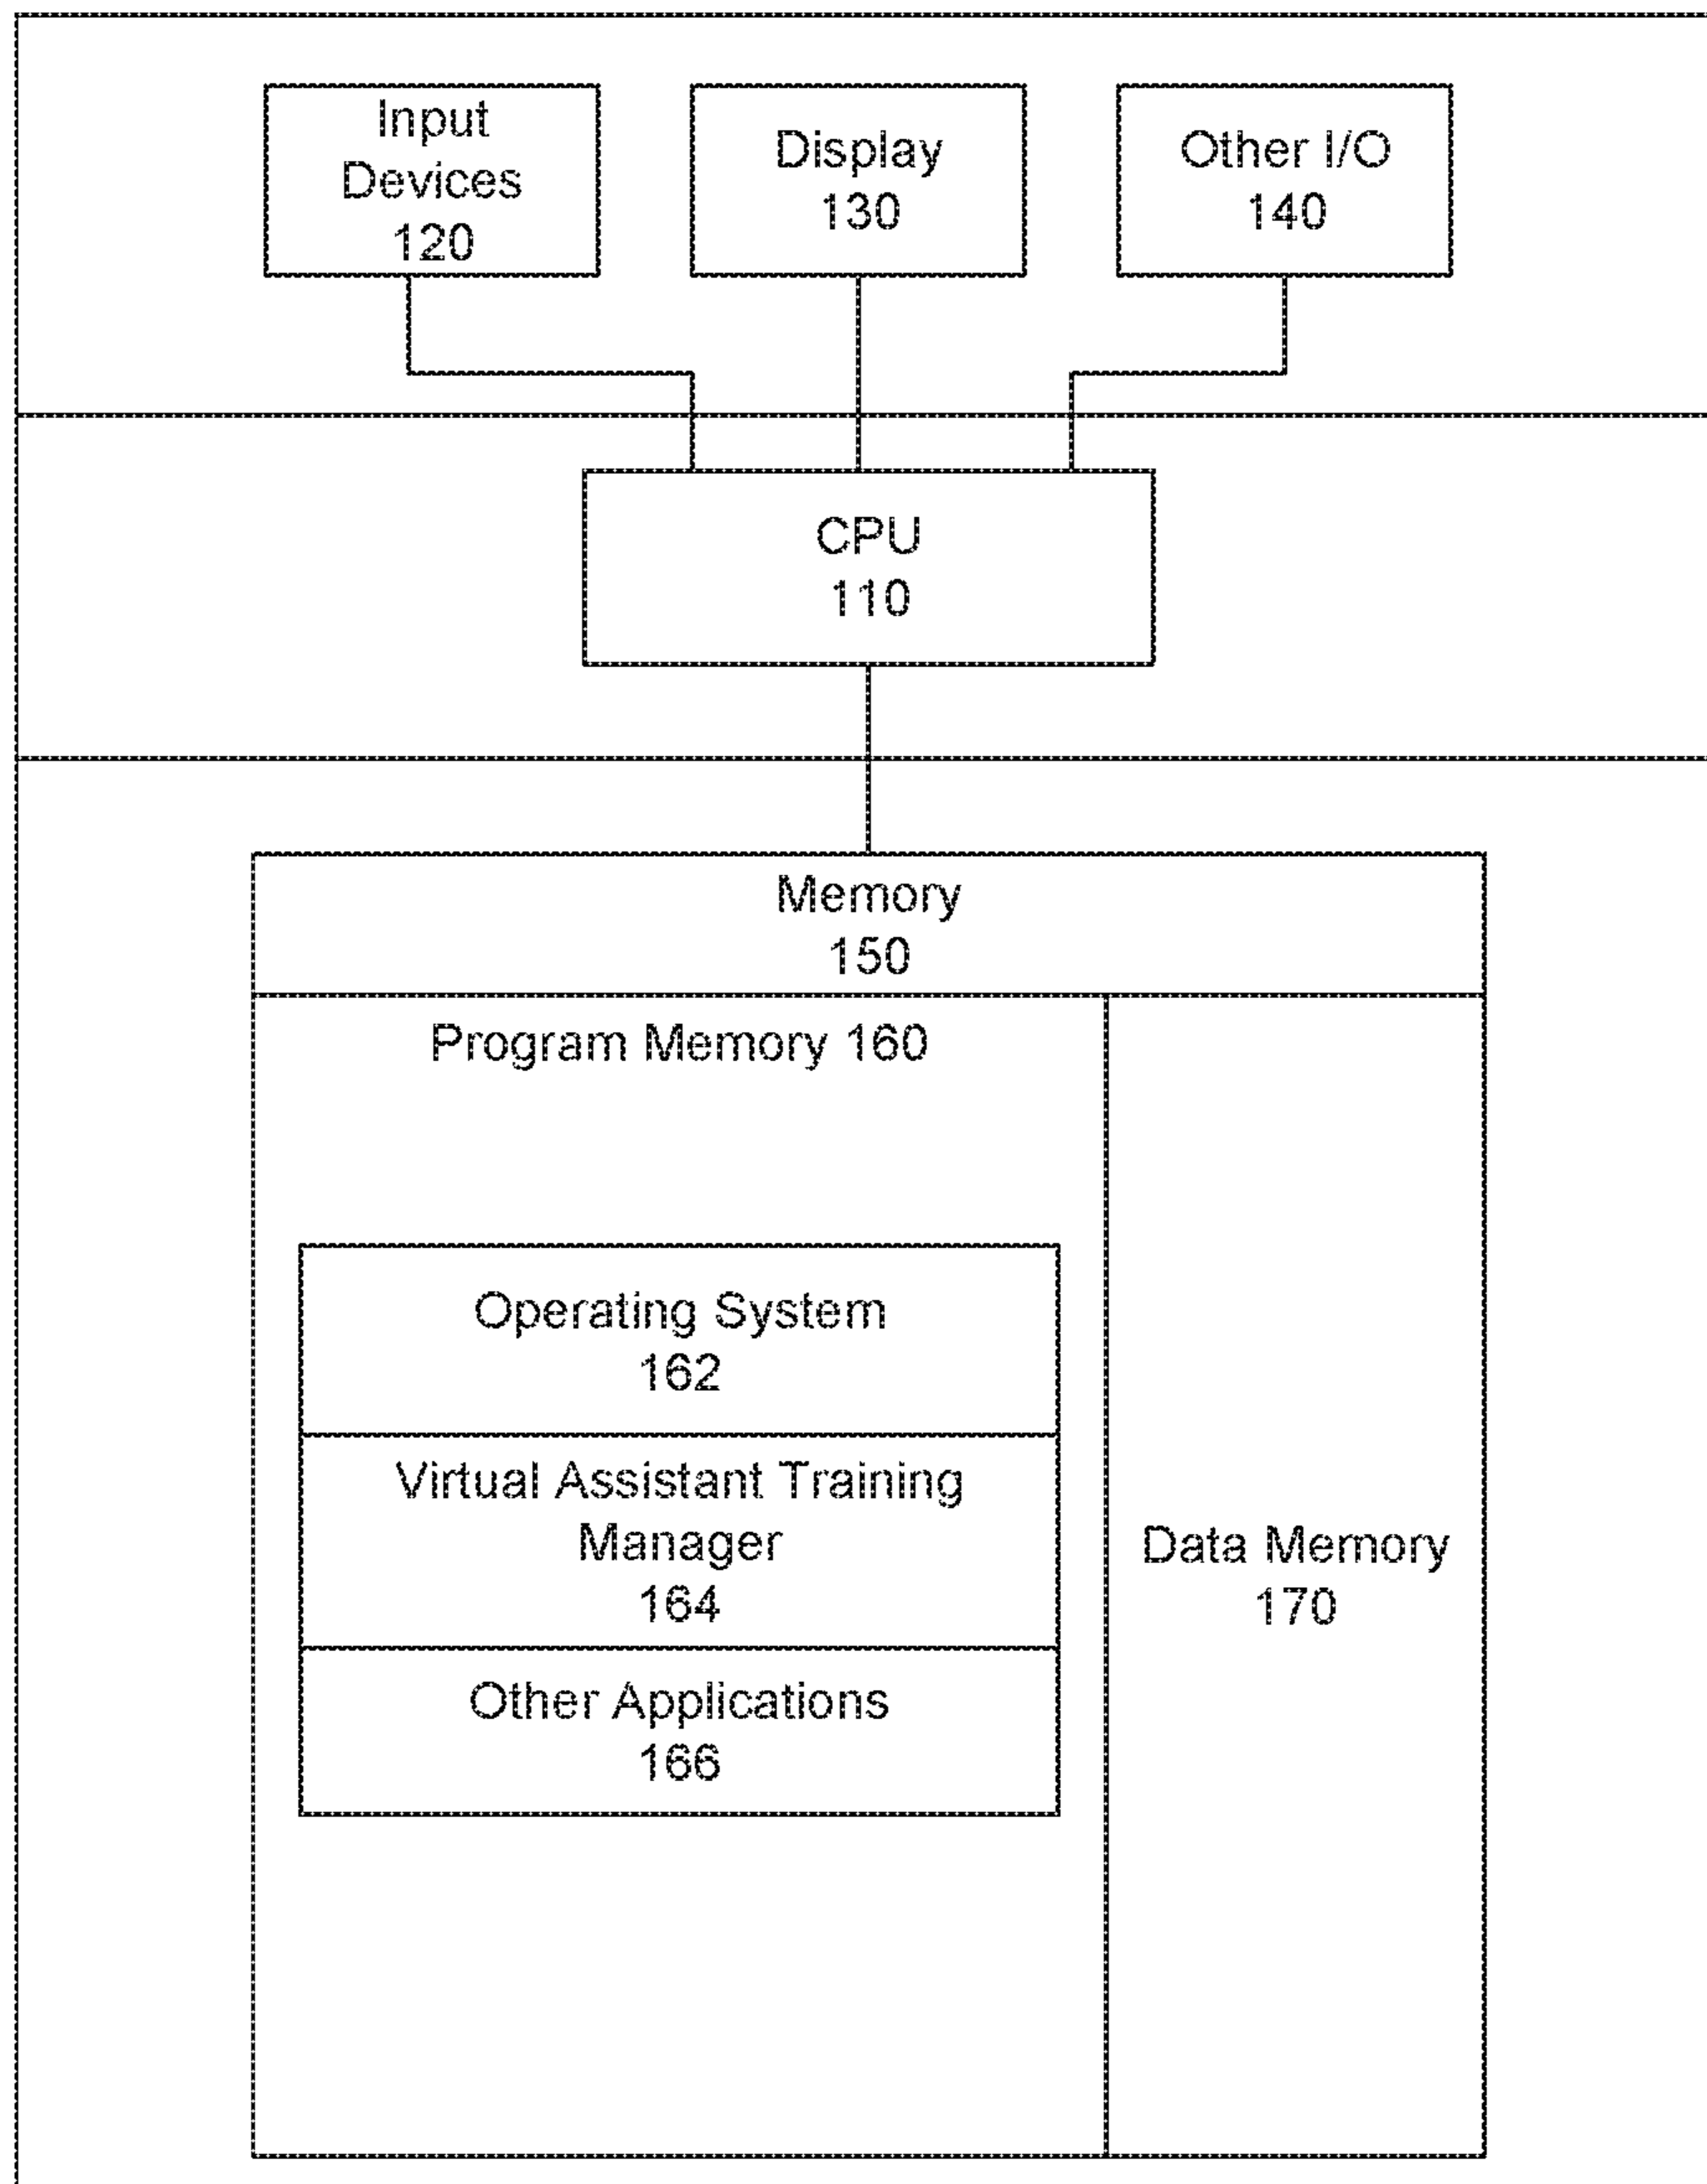 Input
Devices
120
Display
130
Other I/O
140
CPU
110
Memory
150
Program Memory 160
Operating System
162
Virtual Assistant Training
Manager
164
Other Applications
166
Data Memory
170